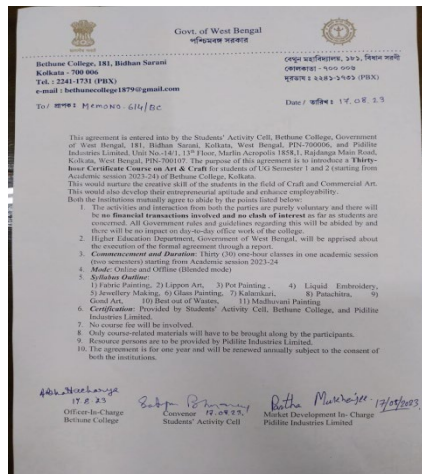 Govt. of West Bengal
পশ্চিমবঙ্গ সরকার
Bethune College, 181, Bidhan Sarani
Kolkata - 700 006
Tel. : 2241-1731 (PBX)
e-mail : bethunecollege1879@gmail.com
বেথুন মহাবিদ্যালয়, ১৮১, বিধান সরণী
কোলকাতা - ৭০০ ০০৬
দূরভাষ : ২২৪১-১৭৩১ (PBX)
To / প্রাপক : Memo NO. 614/BC
Date / তারিখ : 17.08.23
This agreement is entered into by the Students' Activity Cell, Bethune College, Government
of West Bengal, 181, Bidhan Sarani, Kolkata, West Bengal, PIN-700006, and Pidilite
Industries Limited, Unit No.-14/1, 13th Floor, Merlin Acropolis 1858,1, Rajdanga Main Road,
Kolkata, West Bengal, PIN-700107. The purpose of this agreement is to introduce a Thirty-
hour Certificate Course on Art & Craft for students of UG Semester 1 and 2 (starting from
Academic session 2023-24) of Bethune College, Kolkata.
This would nurture the creative skill of the students in the field of Craft and Commercial Art.
This would also develop their entrepreneurial aptitude and enhance employability.
Both the Institutions mutually agree to abide by the points listed below:
1. The activities and interaction from both the parties are purely voluntary and there will
be no financial transactions involved and no clash of interest as far as students are
concerned. All Government rules and guidelines regarding this will be abided by and
there will be no impact on day-to-day office work of the college.
2. Higher Education Department, Government of West Bengal, will be apprised about
the execution of the formal agreement through a report.
3. Commencement and Duration: Thirty (30) one-hour classes in one academic session
(two semesters) starting from Academic session 2023-24
4. Mode: Online and Offline (Blended mode)
5. Syllabus Outline:
1) Fabric Painting, 2) Lippon Art, 3) Pot Painting , 4) Liquid Embroidery,
5) Jewellery Making, 6) Glass Painting, 7) Kalamkari, 8) Patachitra, 9)
Gond Art, 10) Best out of Wastes, 11) Madhuvani Painting
6. Certification: Provided by Students' Activity Cell, Bethune College, and Pidilite
Industries Limited.
7. No course fee will be involved.
8. Only course-related materials will have to be brought along by the participants.
9. Resource persons are to be provided by Pidilite Industries Limited.
10. The agreement is for one year and will be renewed annually subject to the consent of
both the institutions.
17.8.23
Officer-In-Charge
Bethune College
17.08.23
Convenor
Students' Activity Cell
Mukherjee 17/08/2023
Market Development In- Charge
Pidilite Industries Limited